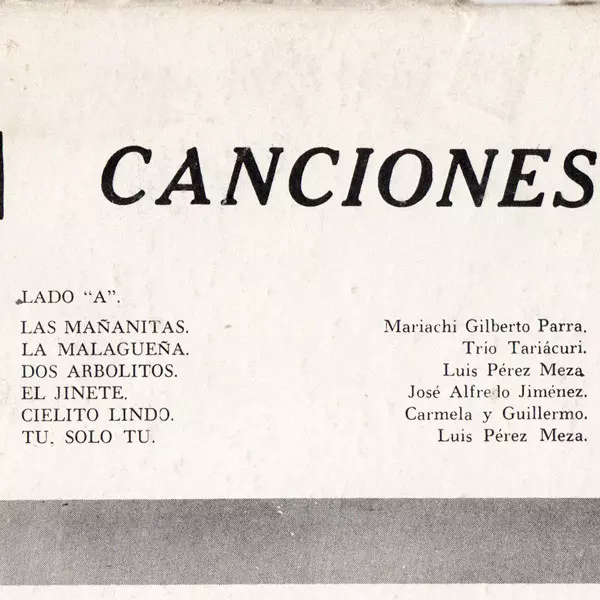 CANCIONES
LADO "A".
LAS MAÑANITAS. Mariachi Gilberto Parra.
LA MALAGUEÑA. Trío Tariácuri.
DOS ARBOLITOS. Luis Pérez Meza
EL JINETE. José Alfredo Jiménez.
CIELITO LINDO. Carmela y Guillermo.
TU, SOLO TU. Luis Pérez Meza.